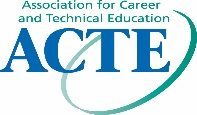 Association for Career
and Technical Education
ACTE